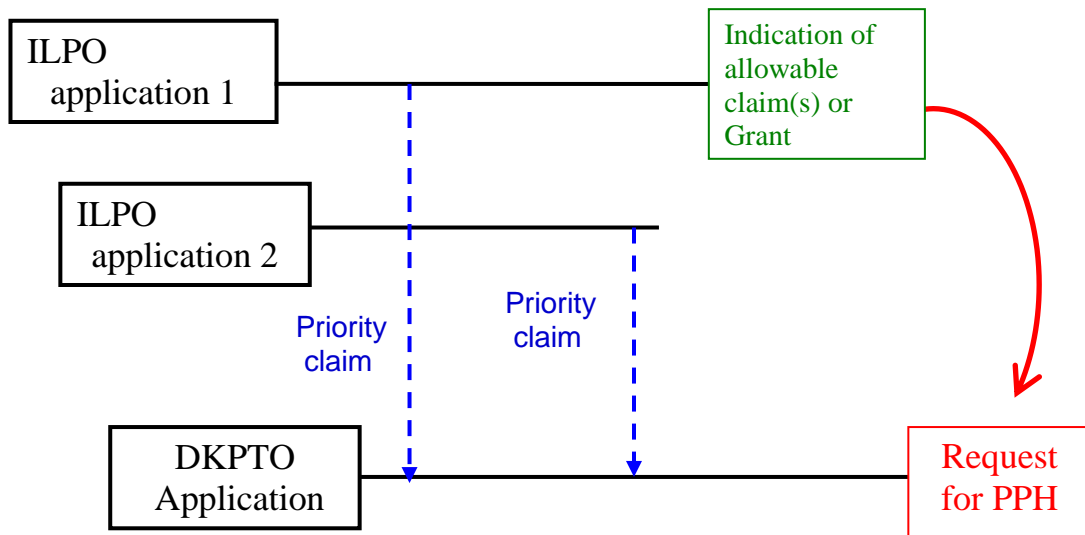 ILPO
application 1
Indication of
allowable
claim(s) or
Grant
ILPO
application 2
Priority
claim
Priority
claim
DKPTO
Application
Request
for PPH